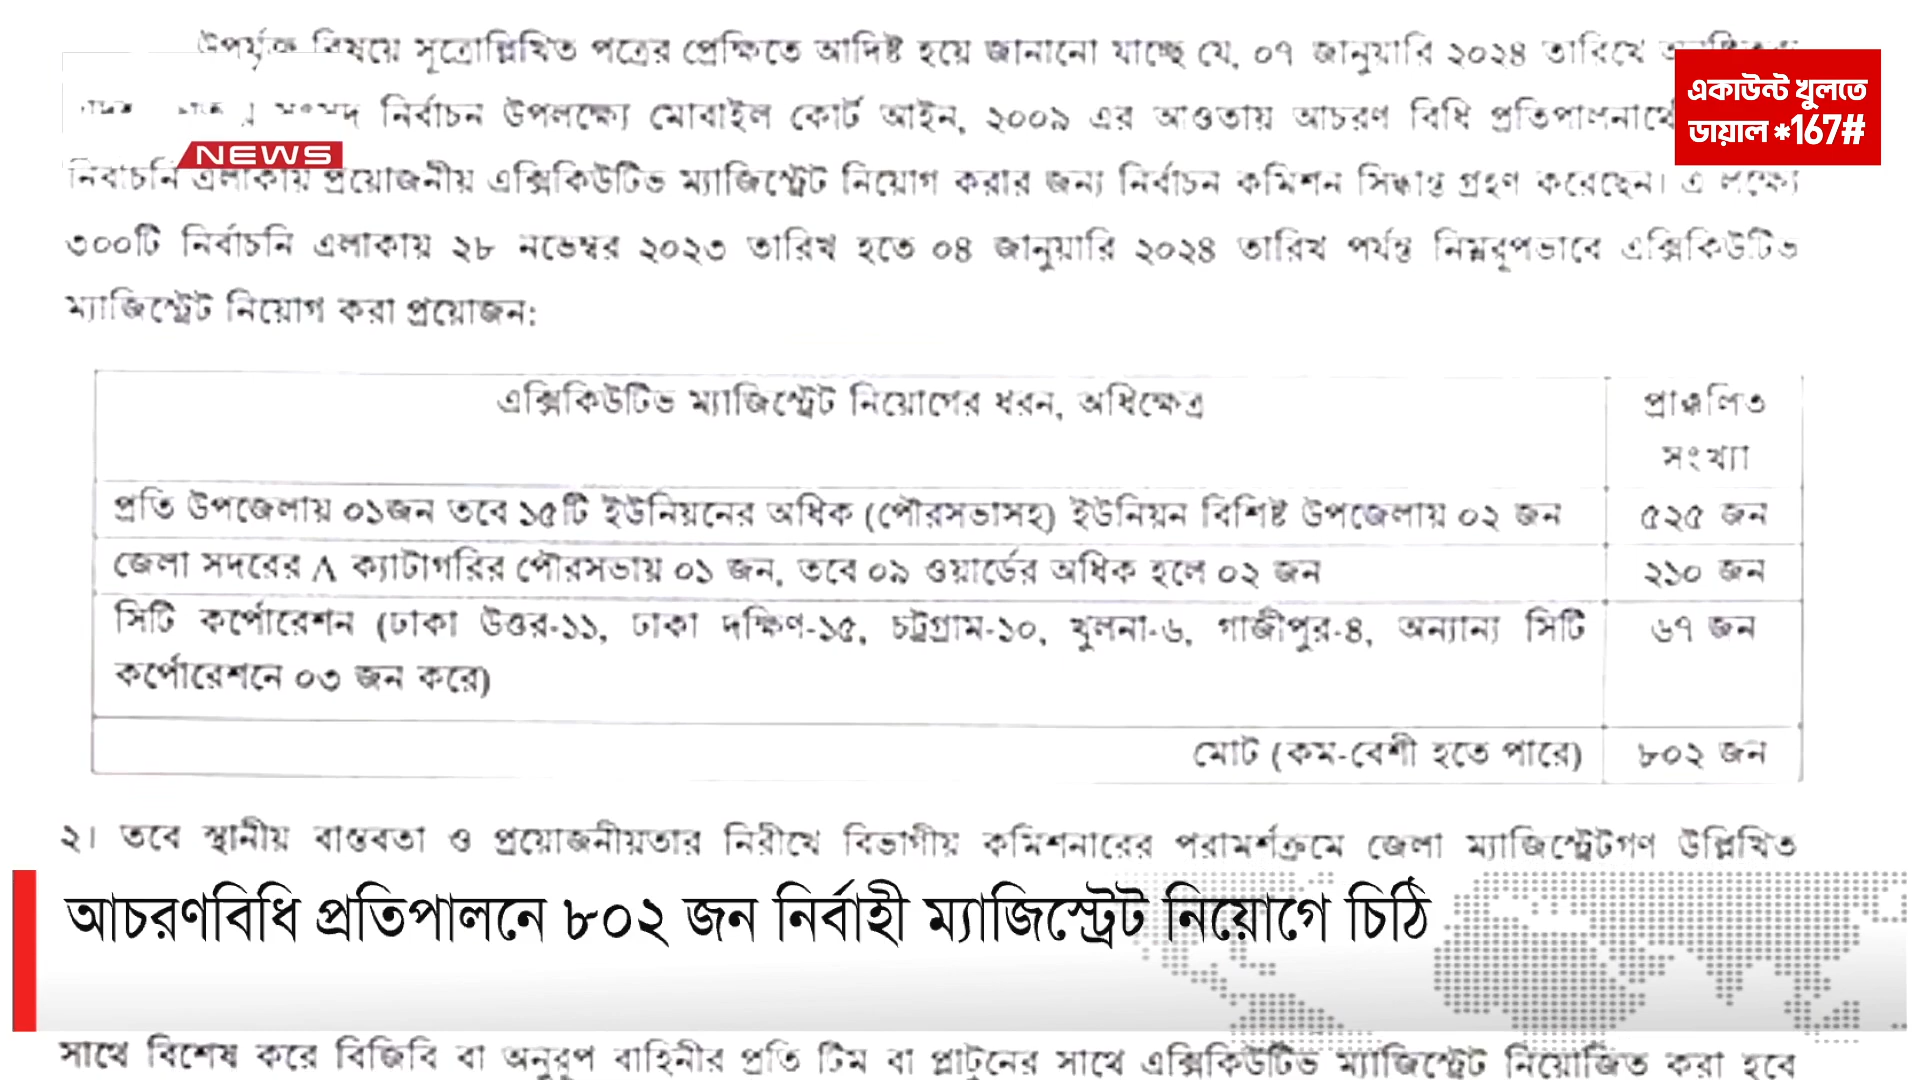 উপর্যুক্ত বিষয়ে সূত্রোল্লিখিত পত্রের প্রেক্ষিতে আদিষ্ট হয়ে জানানো যাচ্ছে যে, ০৭ জানুয়ারি ২০২৪ তারিখে
একাউন্ট খুলতে
ডায়াল *167#
নির্বাচন উপলক্ষ্যে মোবাইল কোর্ট আইন, ২০০৯ এর আওতায় আচরণ বিধি প্রতিপালনার্থে
NEWS
নির্বাচনি এলাকায় প্রয়োজনীয় এক্সিকিউটিভ ম্যাজিস্ট্রেট নিয়োগ করার জন্য নির্বাচন কমিশন সিদ্ধান্ত গ্রহণ করেছেন। এ লক্ষ্যে
৩০০টি নির্বাচনি এলাকায় ২৮ নভেম্বর ২০২৩ তারিখ হতে ০৪ জানুয়ারি ২০২৪ তারিখ পর্যন্ত নিম্নরূপভাবে এক্সিকিউটিভ
ম্যাজিস্ট্রেট নিয়োগ করা প্রয়োজন:
এক্সিকিউটিভ ম্যাজিস্ট্রেট নিয়োগের ধরন, অধিক্ষেত্র
প্রাক্কলিত
সংখ্যা
প্রতি উপজেলায় ০১জন তবে ১৫টি ইউনিয়নের অধিক (পৌরসভাসহ) ইউনিয়ন বিশিষ্ট উপজেলায় ০২ জন
৫২৫ জন
জেলা সদরের A ক্যাটাগরির পৌরসভায় ০১ জন, তবে ০৯ ওয়ার্ডের অধিক হলে ০২ জন
২১০ জন
সিটি কর্পোরেশন (ঢাকা উত্তর-১১, ঢাকা দক্ষিণ-১৫, চট্রগ্রাম-১০, খুলনা-৬, গাজীপুর-৪, অন্যান্য সিটি
কর্পোরেশনে ০৩ জন করে)
৬৭ জন
মোট (কম-বেশী হতে পারে)
৮০২ জন
২। তবে স্থানীয় বাস্তবতা ও প্রয়োজনীয়তার নিরীখে বিভাগীয় কমিশনারের পরামর্শক্রমে জেলা ম্যাজিস্ট্রেটগণ উল্লিখিত
আচরণবিধি প্রতিপালনে ৮০২ জন নির্বাহী ম্যাজিস্ট্রেট নিয়োগে চিঠি
সাথে বিশেষ করে বিজিবি বা অনুরূপ বাহিনীর প্রতি টিম বা প্লাটুনের সাথে এক্সিকিউটিভ ম্যাজিস্ট্রেট নিয়োজিত করা হবে